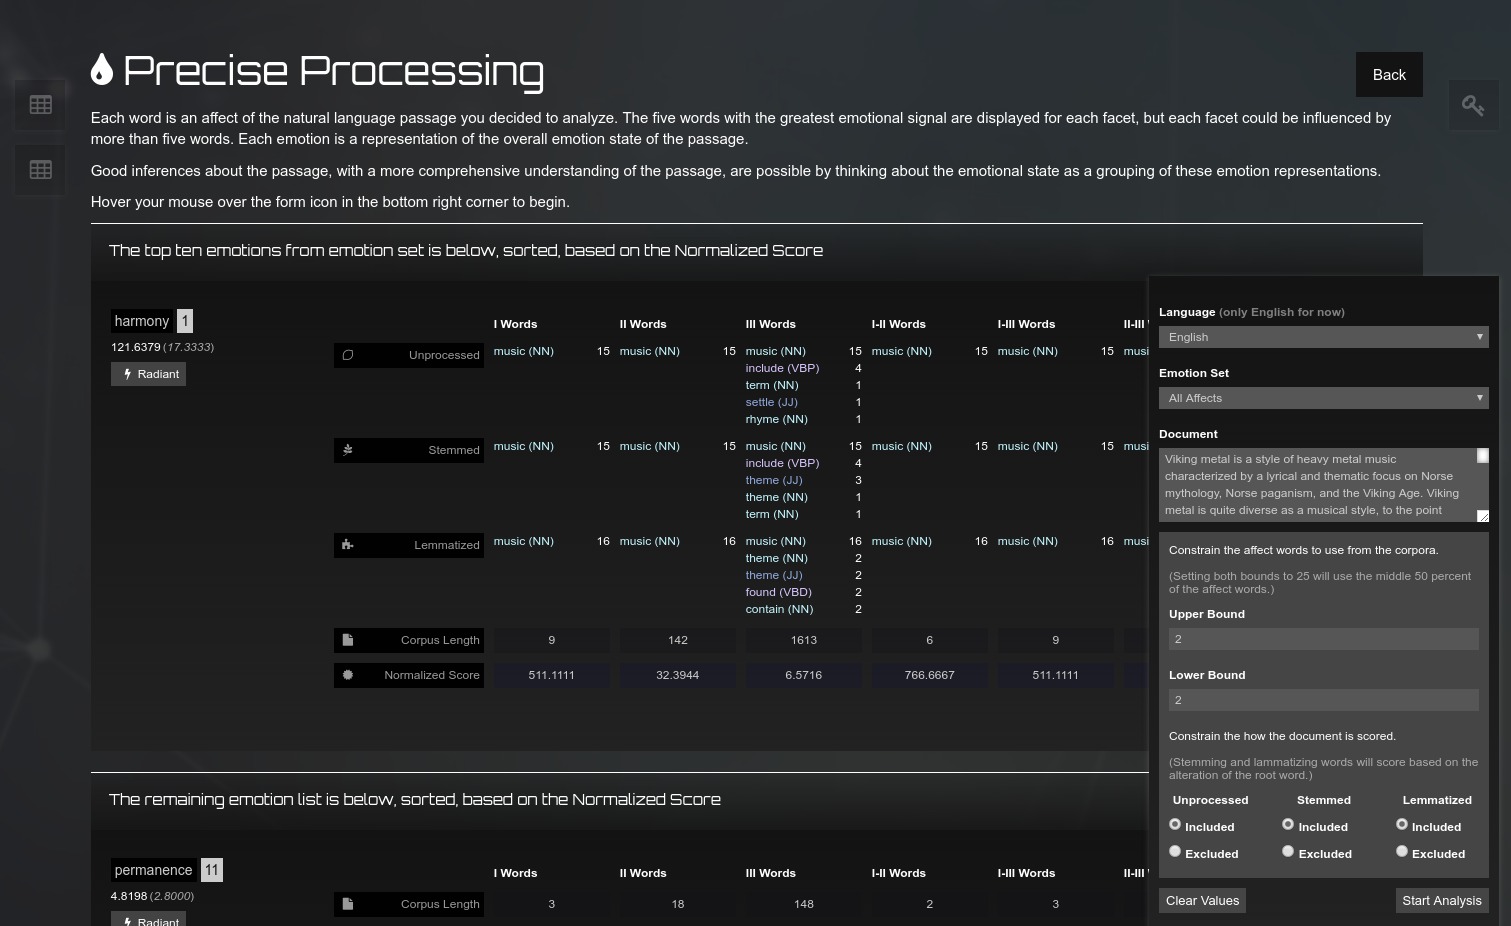 Precise Processing
Back
Each word is an affect of the natural language passage you decided to analyze. The five words with the greatest emotional signal are displayed for each facet, but each facet could be influenced by
more than five words. Each emotion is a representation of the overall emotion state of the passage.
Good inferences about the passage, with a more comprehensive understanding of the passage, are possible by thinking about the emotional state as a grouping of these emotion representations.
Hover your mouse over the form icon in the bottom right corner to begin.
The top ten emotions from emotion set is below, sorted, based on the Normalized Score
harmony 1
121.6379 (17.3333)
Radiant
I Words II Words III Words I-II Words I-III Words II-III
Unprocessed music (NN) 15 music (NN) 15 music (NN) 15 music (NN) 15 music (NN) 15 musi
include (VBP) 4
term (NN) 1
settle (JJ) 1
rhyme (NN) 1
Stemmed music (NN) 15 music (NN) 15 music (NN) 15 music (NN) 15 music (NN) 15 musi
include (VBP) 4
theme (JJ) 3
theme (NN) 1
term (NN) 1
Lemmatized music (NN) 16 music (NN) 16 music (NN) 16 music (NN) 16 music (NN) 16 musi
theme (NN) 2
theme (JJ) 2
found (VBD) 2
contain (NN) 2
Corpus Length 9 142 1613 6 9
Normalized Score 511.1111 32.3944 6.5716 766.6667 511.1111
The remaining emotion list is below, sorted, based on the Normalized Score
permanence 11
4.8198 (2.8000)
Radiant
I Words II Words III Words I-II Words I-III Words II-III
Corpus Length 3 18 148 2 3
Language (only English for now)
English
Emotion Set
All Affects
Document
Viking metal is a style of heavy metal music
characterized by a lyrical and thematic focus on Norse
mythology, Norse paganism, and the Viking Age. Viking
metal is quite diverse as a musical style, to the point
Constrain the affect words to use from the corpora.
(Setting both bounds to 25 will use the middle 50 percent
of the affect words.)
Upper Bound
2
Lower Bound
2
Constrain the how the document is scored.
(Stemming and lammatizing words will score based on the
alteration of the root word.)
Unprocessed Stemmed Lemmatized
Included Included Included
Excluded Excluded Excluded
Clear Values Start Analysis